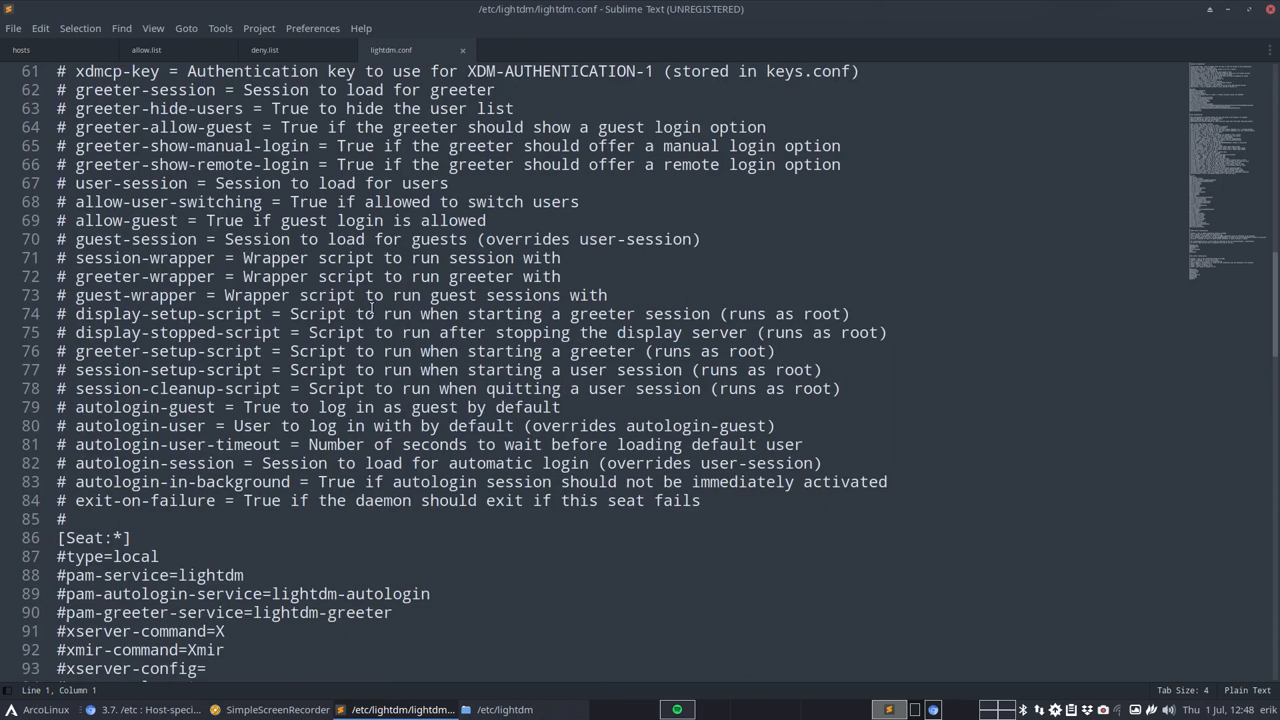 /etc/lightdm/lightdm.conf - Sublime Text (UNREGISTERED)
File Edit Selection Find View Goto Tools Project Preferences Help
hosts allow.list deny.list lightdm.conf ×
61 # xdmcp-key = Authentication key to use for XDM-AUTHENTICATION-1 (stored in keys.conf)
62 # greeter-session = Session to load for greeter
63 # greeter-hide-users = True to hide the user list
64 # greeter-allow-guest = True if the greeter should show a guest login option
65 # greeter-show-manual-login = True if the greeter should offer a manual login option
66 # greeter-show-remote-login = True if the greeter should offer a remote login option
67 # user-session = Session to load for users
68 # allow-user-switching = True if allowed to switch users
69 # allow-guest = True if guest login is allowed
70 # guest-session = Session to load for guests (overrides user-session)
71 # session-wrapper = Wrapper script to run session with
72 # greeter-wrapper = Wrapper script to run greeter with
73 # guest-wrapper = Wrapper script to run guest sessions with
74 # display-setup-script = Script to run when starting a greeter session (runs as root)
75 # display-stopped-script = Script to run after stopping the display server (runs as root)
76 # greeter-setup-script = Script to run when starting a greeter (runs as root)
77 # session-setup-script = Script to run when starting a user session (runs as root)
78 # session-cleanup-script = Script to run when quitting a user session (runs as root)
79 # autologin-guest = True to log in as guest by default
80 # autologin-user = User to log in with by default (overrides autologin-guest)
81 # autologin-user-timeout = Number of seconds to wait before loading default user
82 # autologin-session = Session to load for automatic login (overrides user-session)
83 # autologin-in-background = True if autologin session should not be immediately activated
84 # exit-on-failure = True if the daemon should exit if this seat fails
85 #
86 [Seat:*]
87 #type=local
88 #pam-service=lightdm
89 #pam-autologin-service=lightdm-autologin
90 #pam-greeter-service=lightdm-greeter
91 #xserver-command=X
92 #xmir-command=Xmir
93 #xserver-config=
Line 1, Column 1 Tab Size: 4 Plain Text
ArcoLinux 3.7. /etc : Host-speci... SimpleScreenRecorder /etc/lightdm/lightdm... /etc/lightdm Thu 1 Jul, 12:48 erik